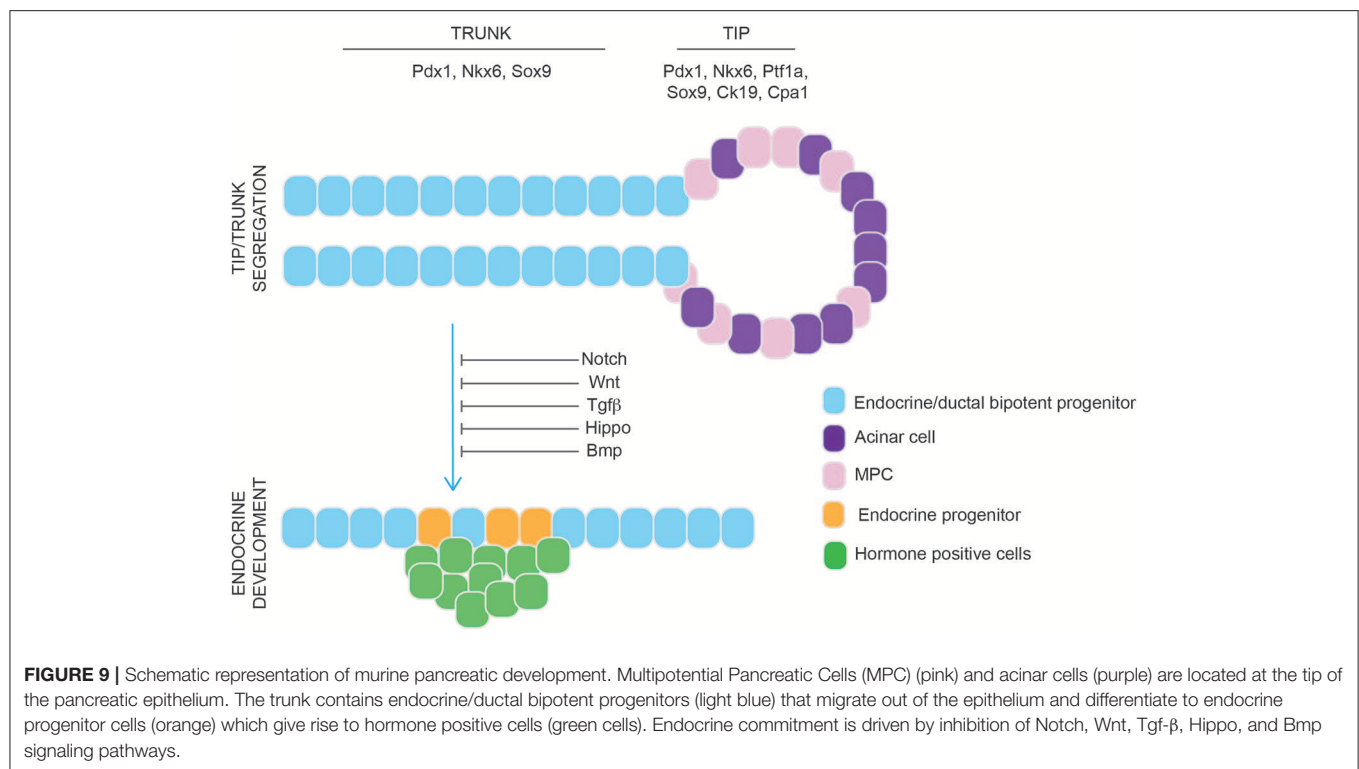 TRUNK
TIP
Pdx1, Nkx6, Sox9
Pdx1, Nkx6, Ptf1a,
Sox9, Ck19, Cpa1
TIP/TRUNK
SEGREGATION
Notch
Wnt
Tgfβ
Hippo
Bmp
Endocrine/ductal bipotent progenitor
Acinar cell
MPC
Endocrine progenitor
Hormone positive cells
ENDOCRINE
DEVELOPMENT
FIGURE 9 | Schematic representation of murine pancreatic development. Multipotential Pancreatic Cells (MPC) (pink) and acinar cells (purple) are located at the tip of
the pancreatic epithelium. The trunk contains endocrine/ductal bipotent progenitors (light blue) that migrate out of the epithelium and differentiate to endocrine
progenitor cells (orange) which give rise to hormone positive cells (green cells). Endocrine commitment is driven by inhibition of Notch, Wnt, Tgf-β, Hippo, and Bmp
signaling pathways.